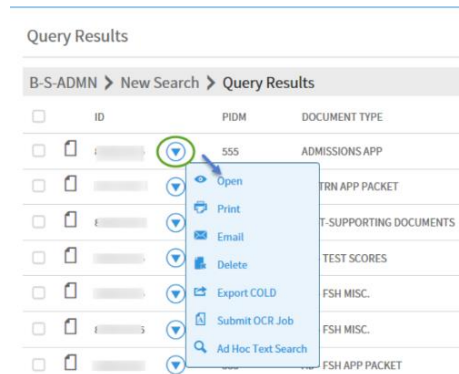 Query Results
B-S-ADMN > New Search > Query Results
ID PIDM DOCUMENT TYPE
555 ADMISSIONS APP
Open
TRN APP PACKET
Print
T-SUPPORTING DOCUMENTS
Email
TEST SCORES
Delete
FSH MISC.
Export COLD
FSH MISC.
Submit OCR Job
Ad Hoc Text Search
FSH APP PACKET